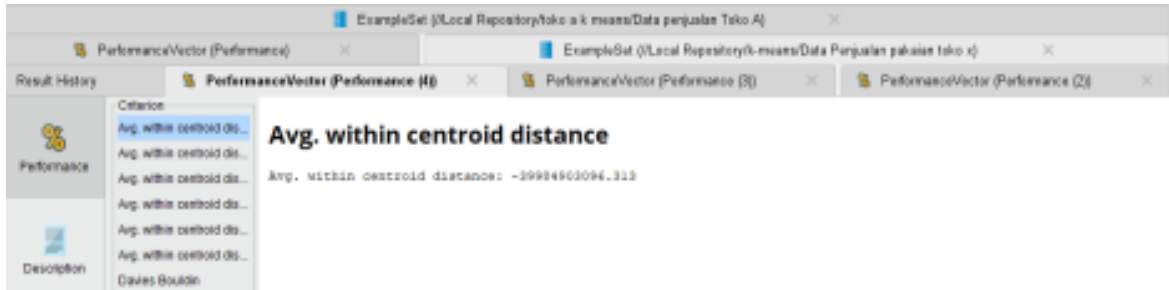 ExampleSet (//Local Repository/toko a k means/Data penjualan Toko A)
PerformanceVector (Performance)
ExampleSet (//Local Repository/k-means/Data Penjualan pakaian toko x)
Result History
PerformanceVector (Performance (4))
PerformanceVector (Performance (3))
PerformanceVector (Performance (2))
Criterion
Avg. within centroid dis...
Avg. within centroid dis...
Avg. within centroid dis...
Avg. within centroid dis...
Avg. within centroid dis...
Avg. within centroid dis...
Davies Bouldin
Performance
Description
Avg. within centroid distance
Avg. within centroid distance: -39984903096.313